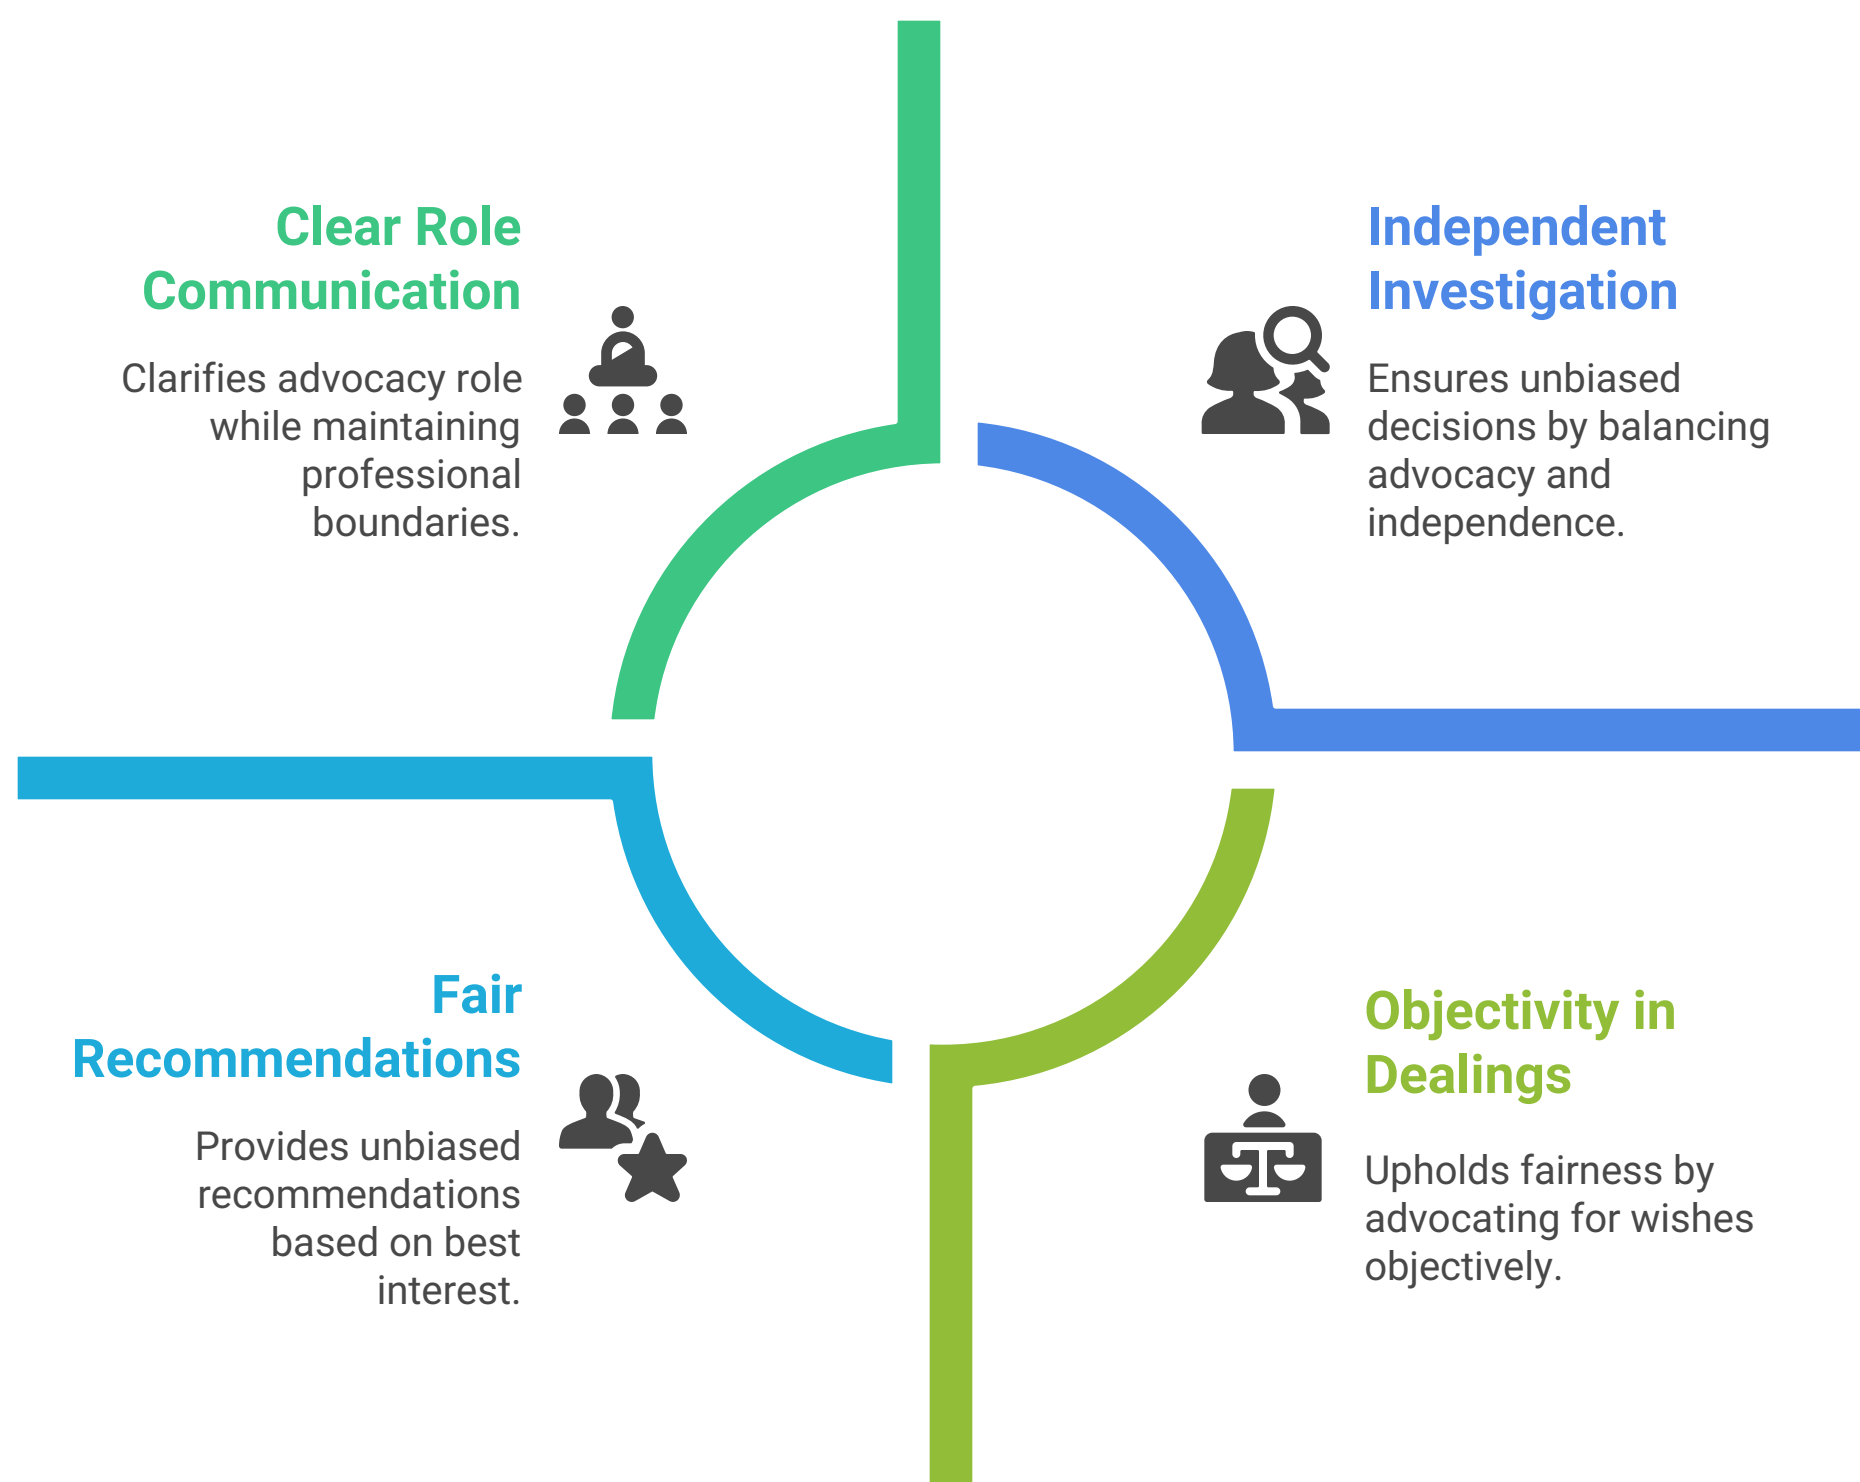 Clear Role
Communication
Clarifies advocacy role
while maintaining
professional
boundaries.
Independent
Investigation
Ensures unbiased
decisions by balancing
advocacy and
independence.
Fair
Recommendations
Provides unbiased
recommendations
based on best
interest.
Objectivity in
Dealings
Upholds fairness by
advocating for wishes
objectively.